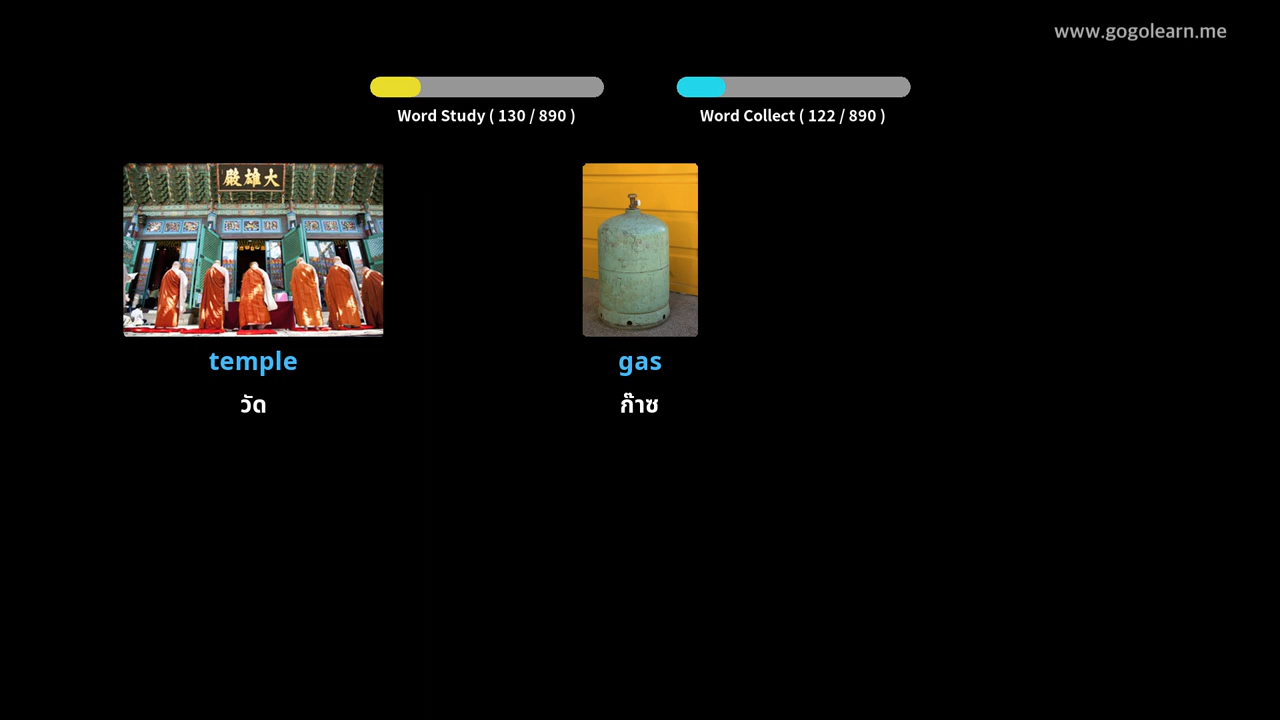 www.gogolearn.me
Word Study ( 130 / 890 )
Word Collect ( 122 / 890 )
殿雄大
temple
gas
วัด
ก๊าซ